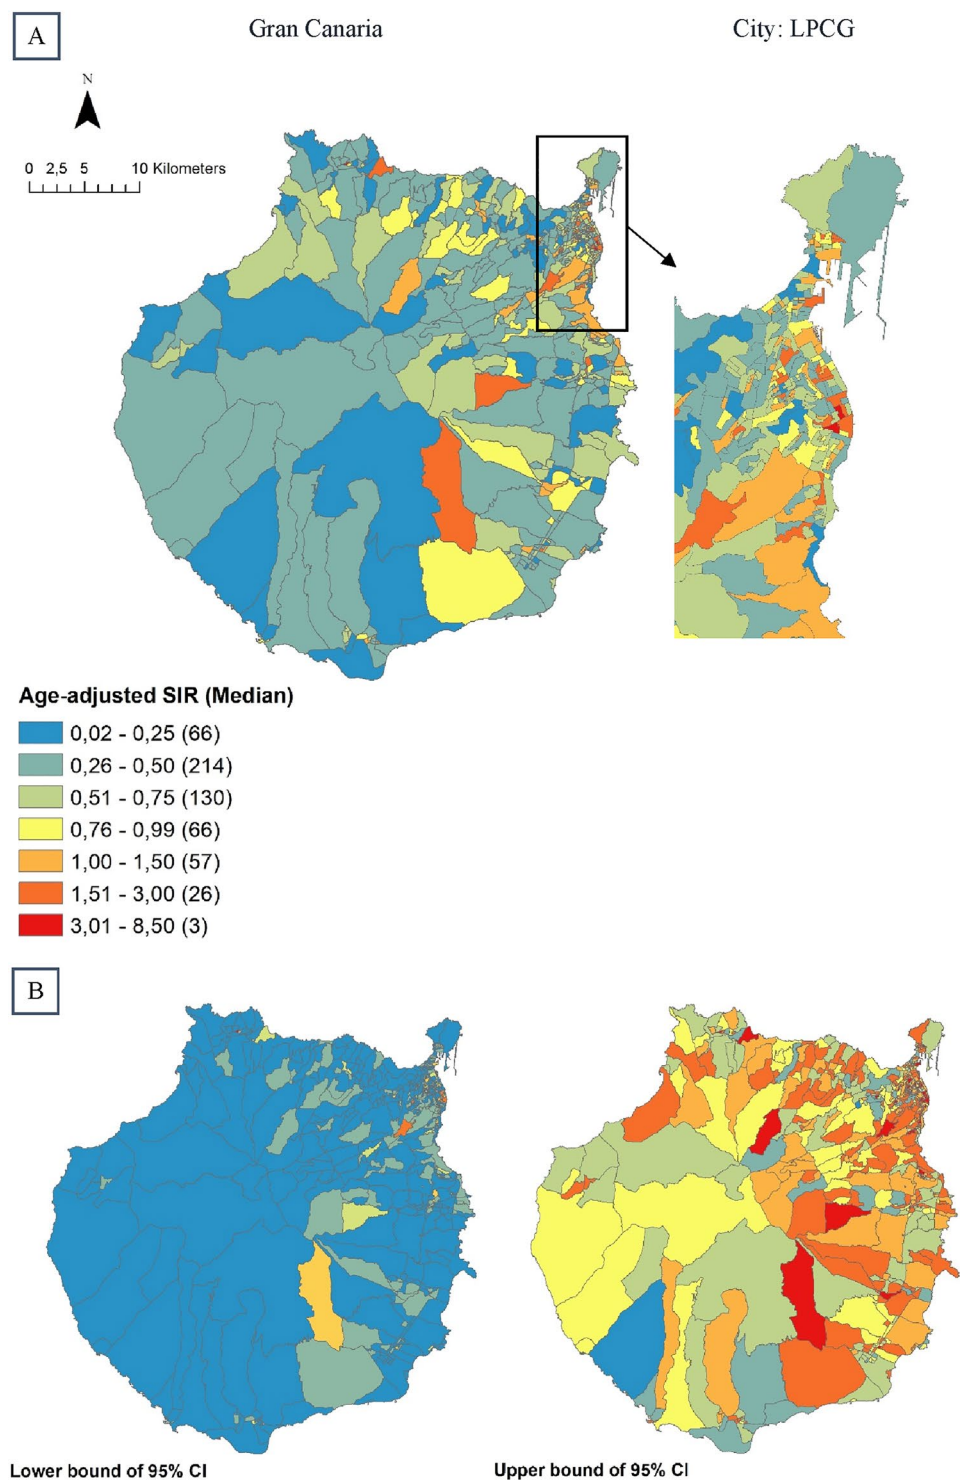 A
Gran Canaria
City: LPCG
N
0 2,5 5 10 Kilometers
Age-adjusted SIR (Median)
0,02 - 0,25 (66)
0,26 - 0,50 (214)
0,51 - 0,75 (130)
0,76 - 0,99 (66)
1,00 - 1,50 (57)
1,51 - 3,00 (26)
3,01 - 8,50 (3)
B
Lower bound of 95% CI
Upper bound of 95% CI